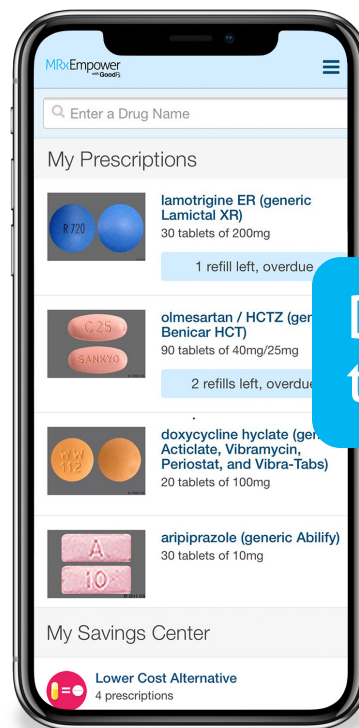 MRxEmpower
with GoodRx
Enter a Drug Name
My Prescriptions
R 720
lamotrigine ER (generic
Lamictal XR)
30 tablets of 200mg
1 refill left, overdue
C 25
SANKYO
olmesartan / HCTZ (gen
Benicar HCT)
90 tablets of 40mg/25mg
2 refills left, overdue
WW
112
doxycycline hyclate (gen
Acticlate, Vibramycin,
Periostat, and Vibra-Tabs)
20 tablets of 100mg
A
10
aripiprazole (generic Abilify)
30 tablets of 10mg
My Savings Center
Lower Cost Alternative
4 prescriptions